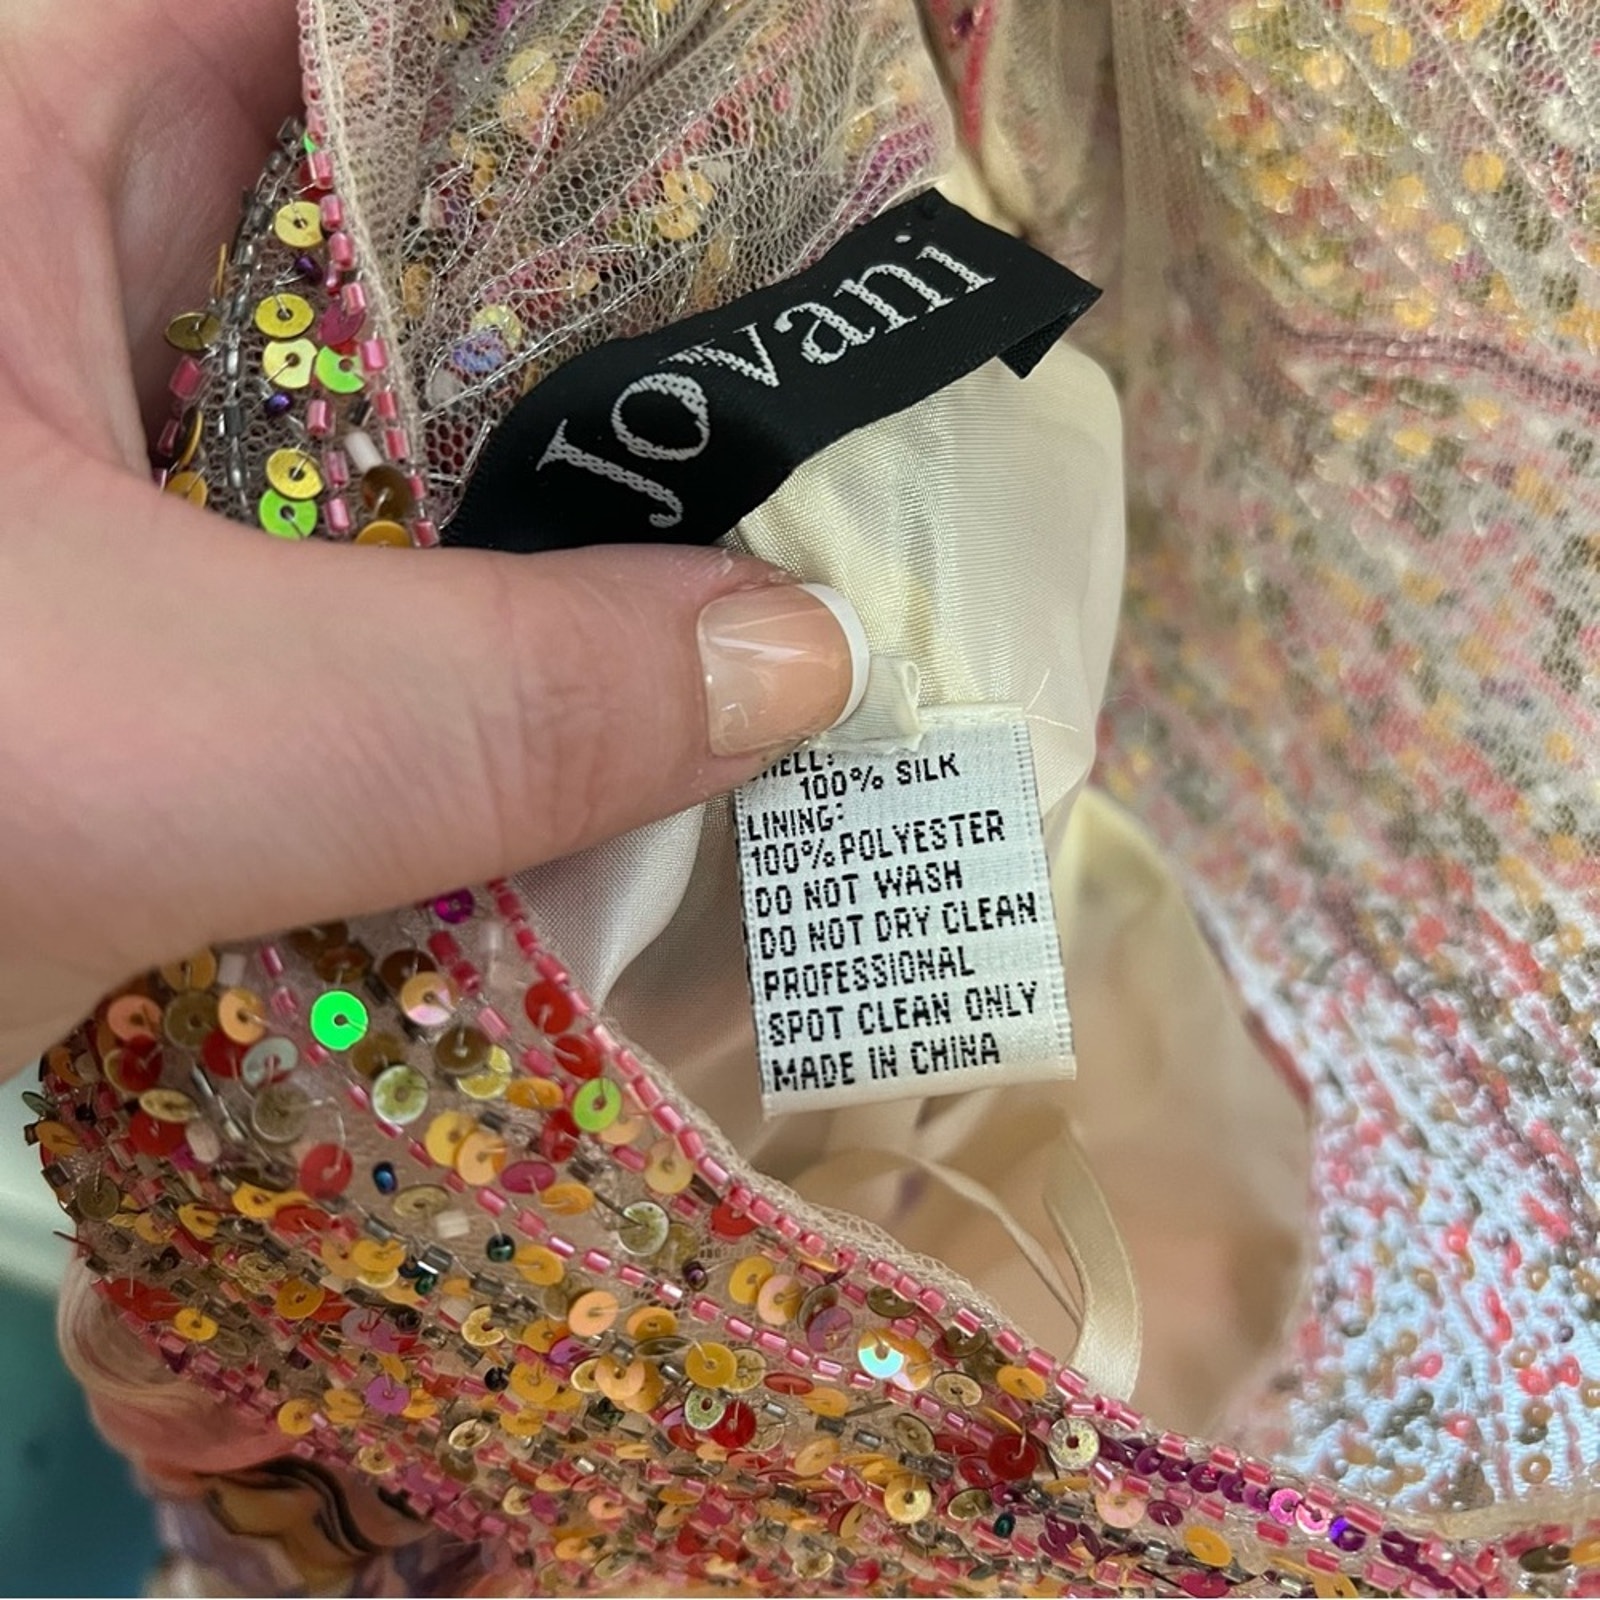 Jovani
100% SILK
LINING:
100% POLYESTER
DO NOT WASH
DO NOT DRY CLEAN
PROFESSIONAL
SPOT CLEAN ONLY
MADE IN CHINA